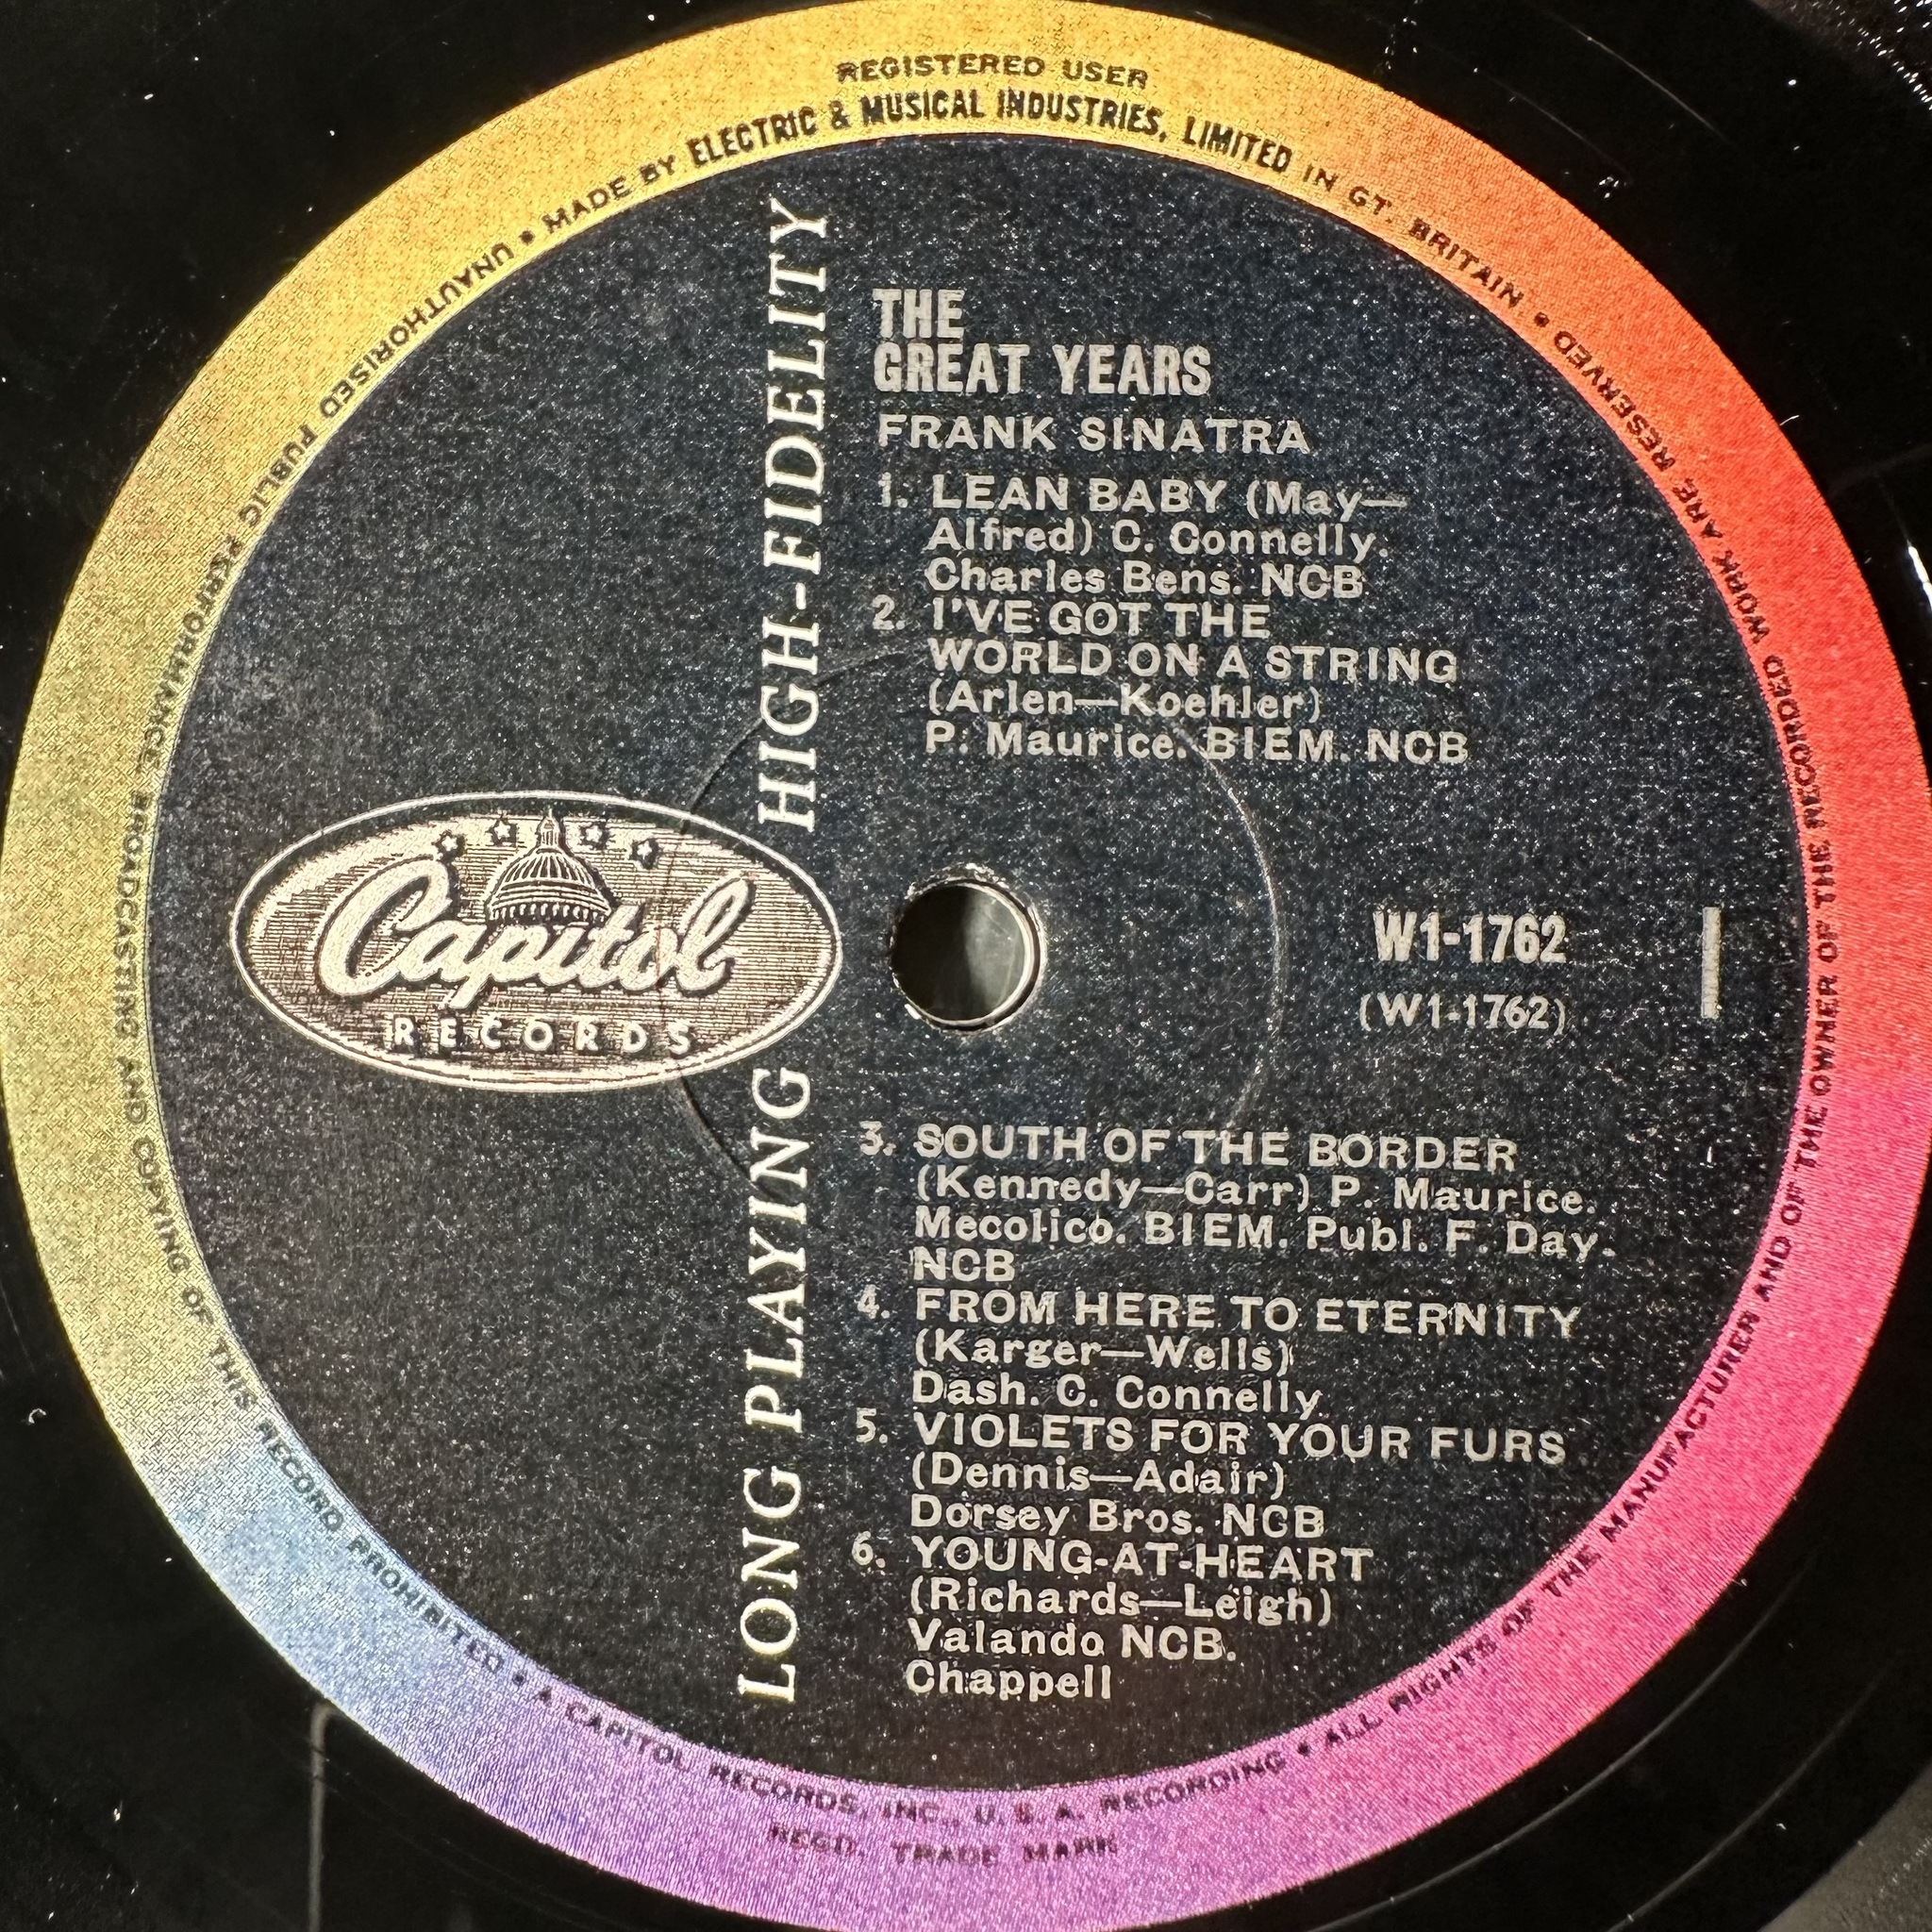 REGISTERED USER
MADE BY ELECTRIC & MUSICAL INDUSTRIES, LIMITED IN GT. BRITAIN • ALL RIGHTS OF THE MANUFACTURER AND OF THE OWNER OF THE RECORDED WORK ARE RESERVED •
UNAUTHORISED PUBLIC PERFORMANCE, BROADCASTING AND COPYING OF THIS RECORD PROHIBITED •
LONG PLAYING HIGH-FIDELITY
THE
GREAT YEARS
FRANK SINATRA
1. LEAN BABY (May—
Alfred) C. Connelly.
Charles Bens. NCB
2. I'VE GOT THE
WORLD ON A STRING
(Arlen—Koehler)
P. Maurice. BIEM. NCB
Capitol
RECORDS
W1-1762
1
(W1-1762)
3. SOUTH OF THE BORDER
(Kennedy—Carr) P. Maurice.
Mecolico. BIEM. Publ. F. Day.
NCB
4. FROM HERE TO ETERNITY
(Karger—Wells)
Dash. C. Connelly
5. VIOLETS FOR YOUR FURS
(Dennis—Adair)
Dorsey Bros. NCB
6. YOUNG-AT-HEART
(Richards—Leigh)
Valando NCB.
Chappell
A CAPITOL RECORDS, INC., U. S. A. RECORDING •
REGD. TRADE MARK